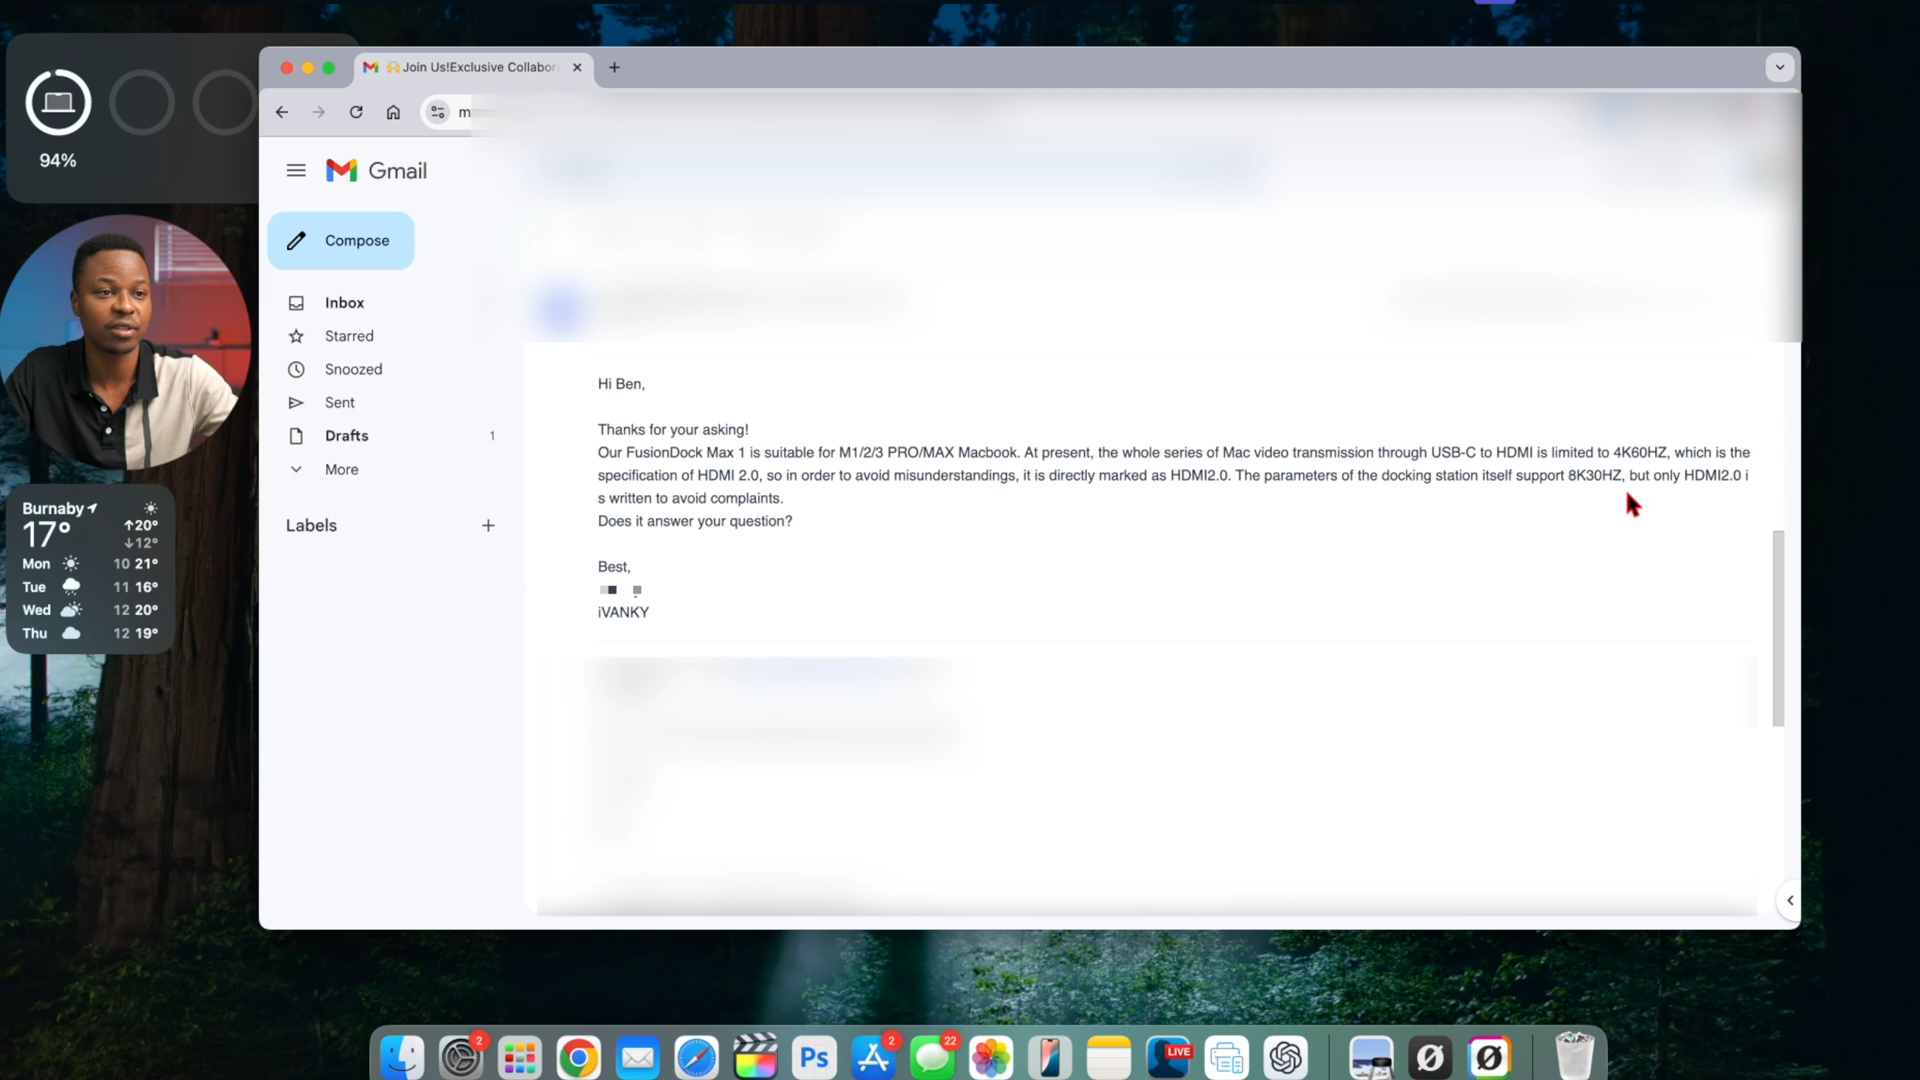 Join Us!Exclusive Collabor
m
94%
Gmail
Compose
Inbox
Starred
Snoozed
Sent
Drafts 1
More
Labels
Hi Ben,
Thanks for your asking!
Our FusionDock Max 1 is suitable for M1/2/3 PRO/MAX Macbook. At present, the whole series of Mac video transmission through USB-C to HDMI is limited to 4K60HZ, which is the
specification of HDMI 2.0, so in order to avoid misunderstandings, it is directly marked as HDMI2.0. The parameters of the docking station itself support 8K30HZ, but only HDMI2.0 i
s written to avoid complaints.
Does it answer your question?
Best,
iVANKY
Burnaby
17°
↑20°
↓12°
Mon 10 21°
Tue 11 16°
Wed 12 20°
Thu 12 19°
2
Ps
2
22
LIVE